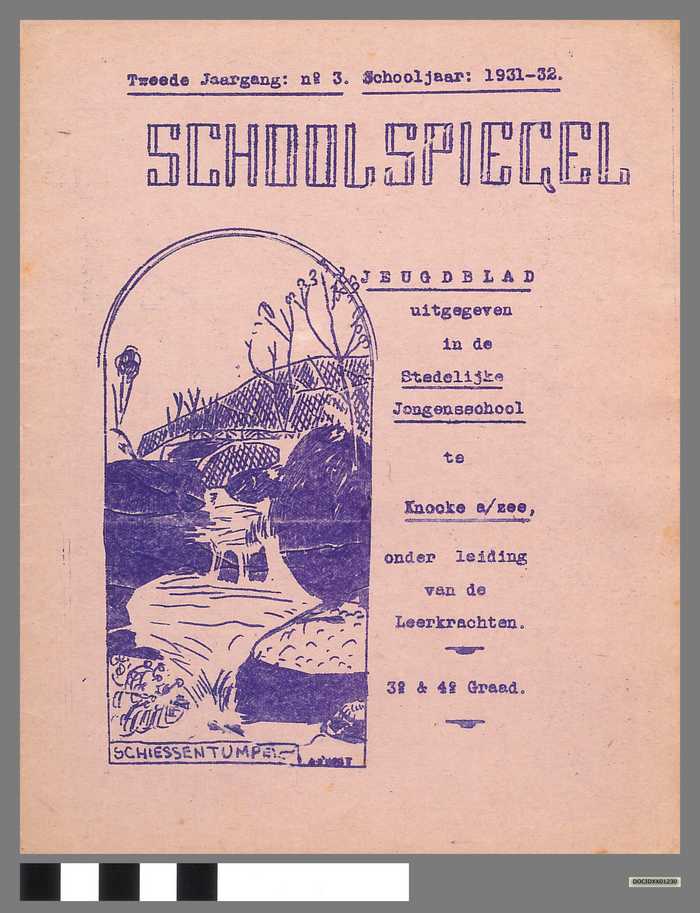 Tweede Jaargang: nº 3. Schooljaar: 1931-32.
SCHOOLSPIEGEL
JEUGDBLAD
uitgegeven
in de
Stedelijke
Jongensschool
te
Knocke a/zee,
onder leiding
van de
Leerkrachten.
3º & 4º Graad.
SCHIESSENTUMPEL
DOCIDXK01230